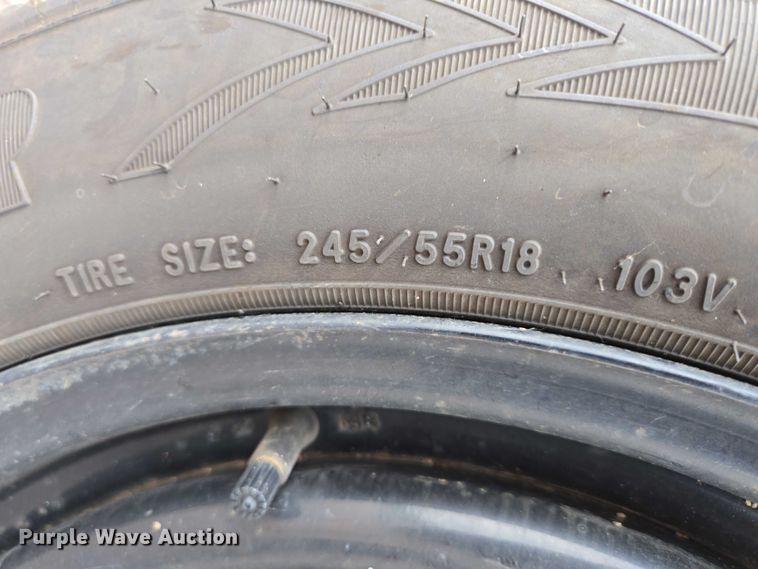 TIRE SIZE: 245/55R18 103V
Purple Wave Auction